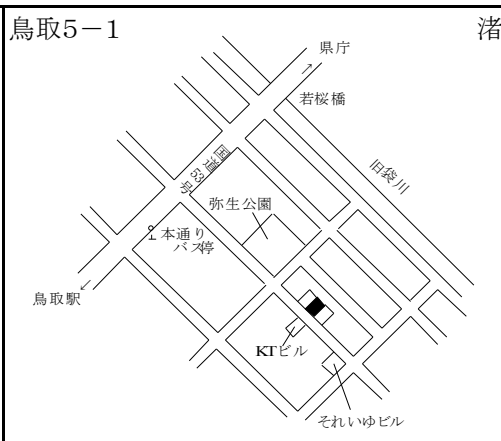 鳥取5-1
渚
県庁
↑
若桜橋
国道53号
旧袋川
弥生公園
本通り
バス停
鳥取駅
KTビル
それいゆビル